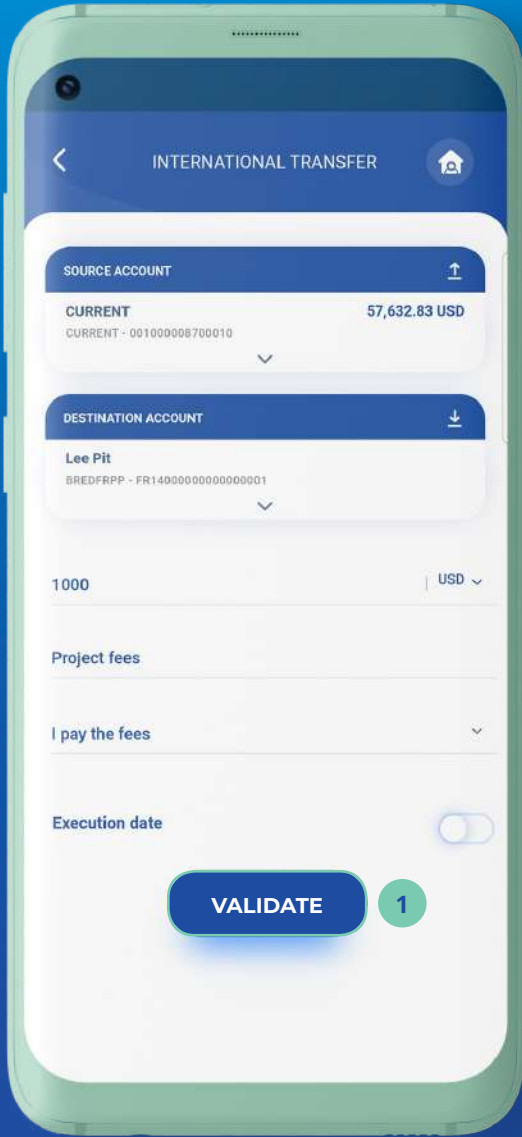 INTERNATIONAL TRANSFER
SOURCE ACCOUNT
CURRENT 57,632.83 USD
CURRENT - 001000008700010
DESTINATION ACCOUNT
Lee Pit
BREDFRPP - FR14000000000000001
1000 USD
Project fees
I pay the fees
Execution date
VALIDATE 1